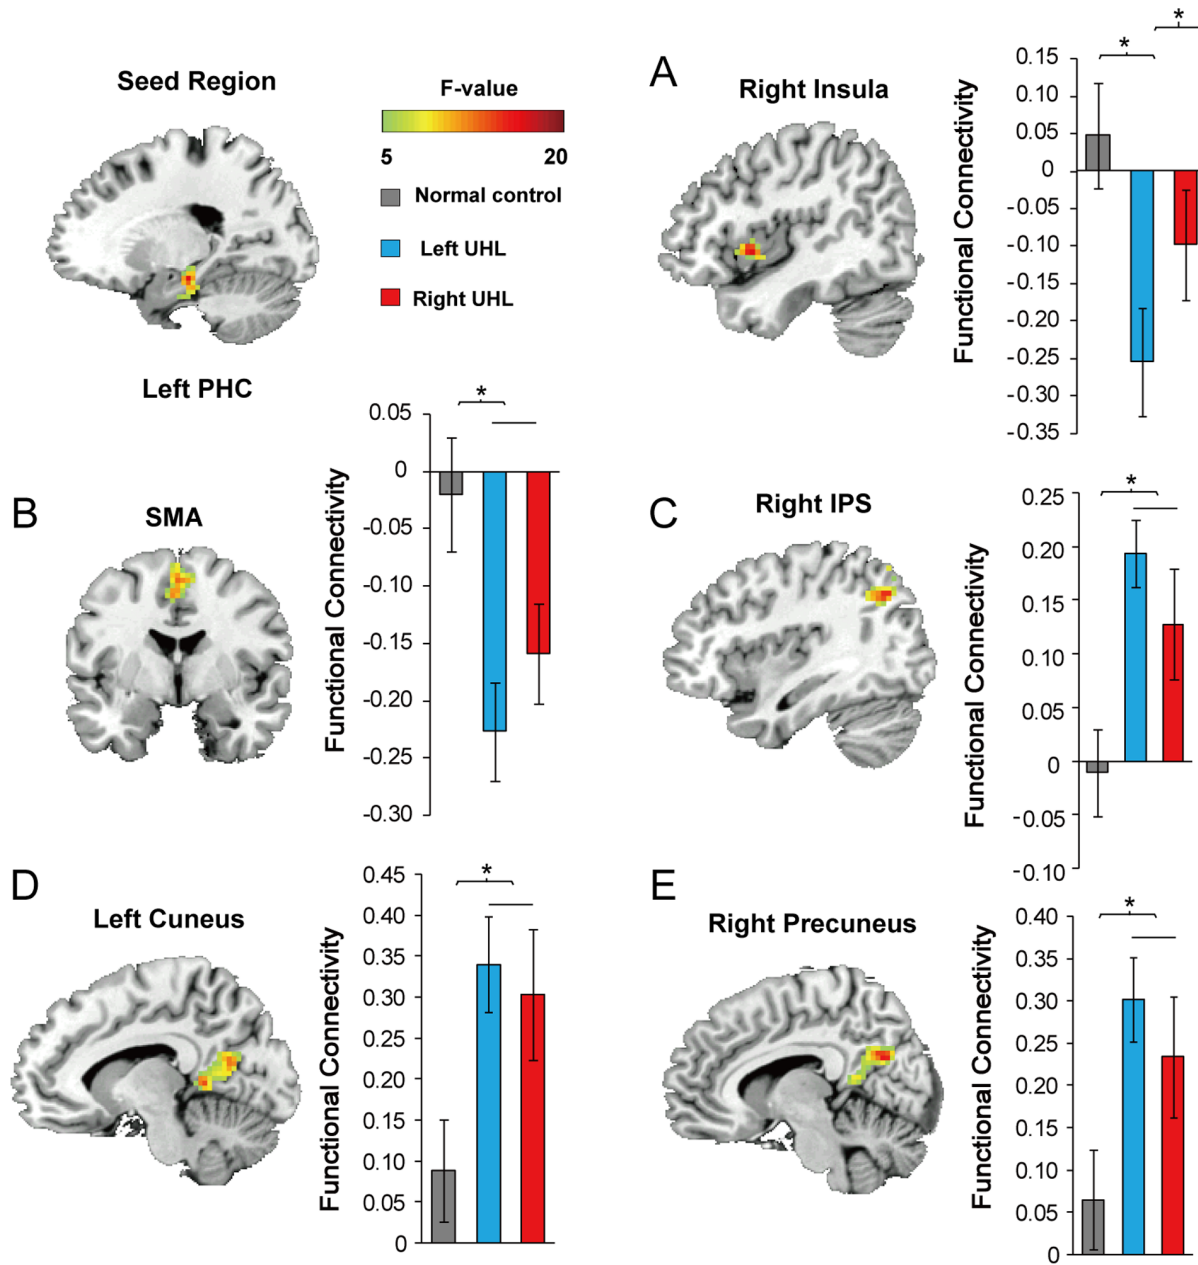 Seed Region
F-value
5 20
Normal control
Left UHL
Right UHL
Left PHC
A
Right Insula
Functional Connectivity
*
*
0.15
0.10
0.05
0
-0.05
-0.10
-0.15
-0.20
-0.25
-0.30
-0.35
B
SMA
Functional Connectivity
*
0.05
0
-0.05
-0.10
-0.15
-0.20
-0.25
-0.30
C
Right IPS
Functional Connectivity
*
0.25
0.20
0.15
0.10
0.05
0
-0.05
-0.10
D
Left Cuneus
Functional Connectivity
*
0.45
0.40
0.35
0.30
0.25
0.20
0.15
0.10
0.05
0
E
Right Precuneus
Functional Connectivity
*
0.40
0.35
0.30
0.25
0.20
0.15
0.10
0.05
0